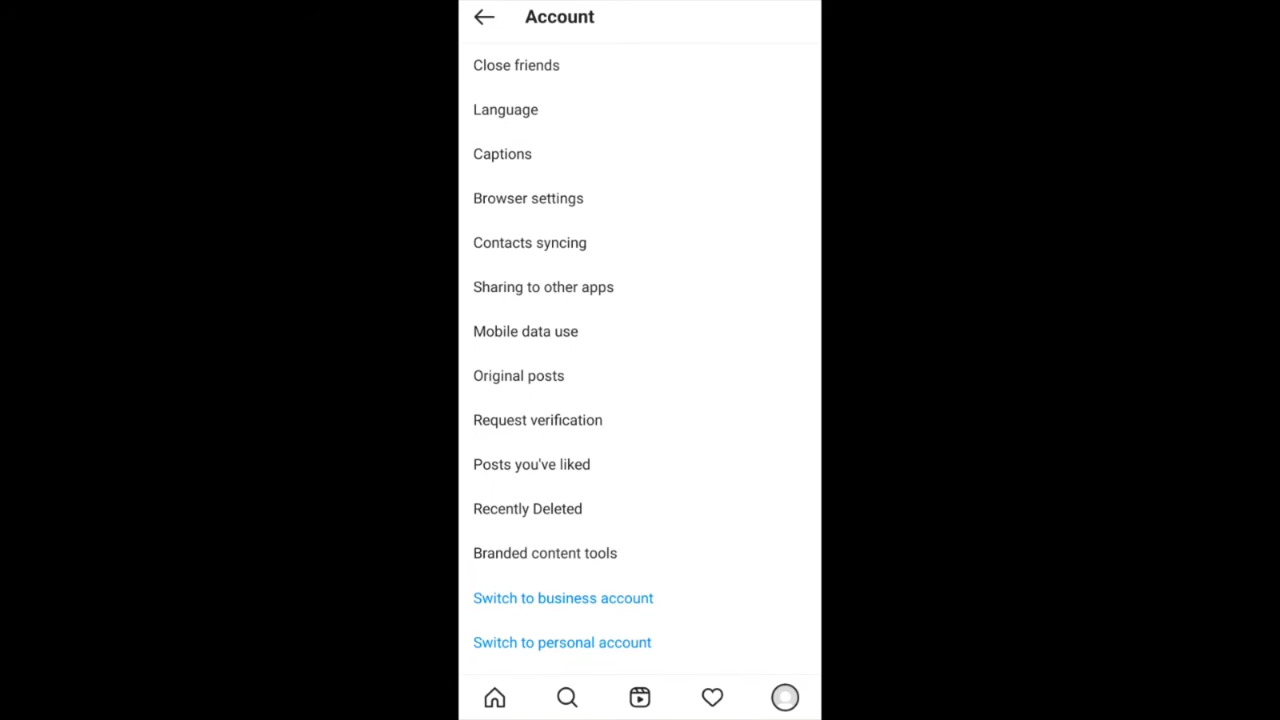 Account
Close friends
Language
Captions
Browser settings
Contacts syncing
Sharing to other apps
Mobile data use
Original posts
Request verification
Posts you've liked
Recently Deleted
Branded content tools
Switch to business account
Switch to personal account